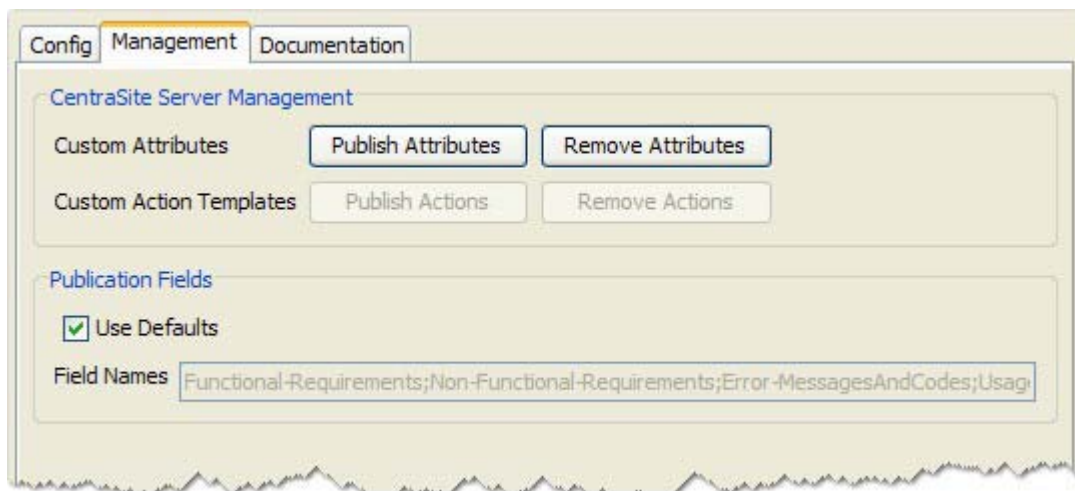 Config Management Documentation
CentraSite Server Management
Custom Attributes Publish Attributes Remove Attributes
Custom Action Templates Publish Actions Remove Actions
Publication Fields
Use Defaults
Field Names Functional-Requirements;Non-Functional-Requirements;Error-MessagesAndCodes;Usag